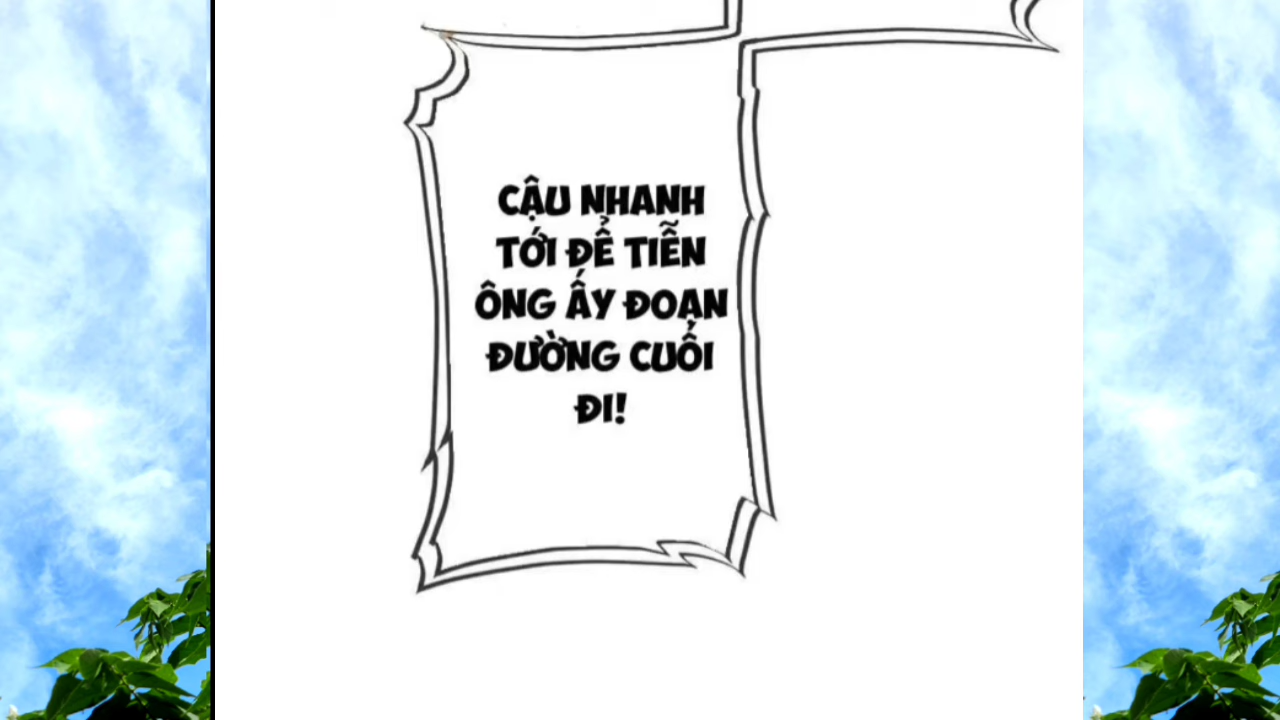 CẬU NHANH
TỚI ĐỂ TIỄN
ÔNG ẤY ĐOẠN
ĐƯỜNG CUỐI
ĐI!